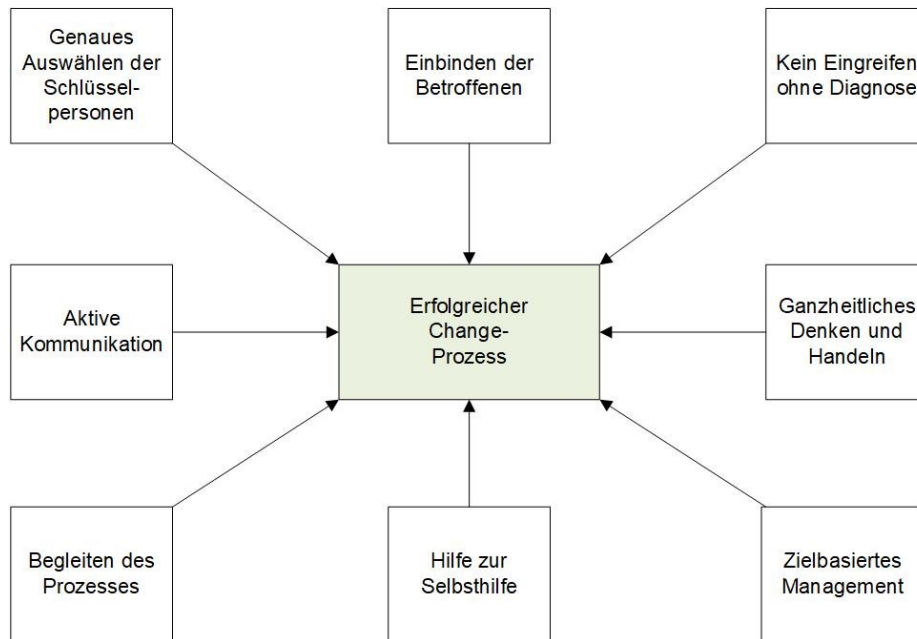 Genaues
Auswählen der
Schlüssel-
personen
Einbinden der
Betroffenen
Kein Eingreifen
ohne Diagnose
Aktive
Kommunikation
Erfolgreicher
Change-
Prozess
Ganzheitliches
Denken und
Handeln
Begleiten des
Prozesses
Hilfe zur
Selbsthilfe
Zielbasiertes
Management